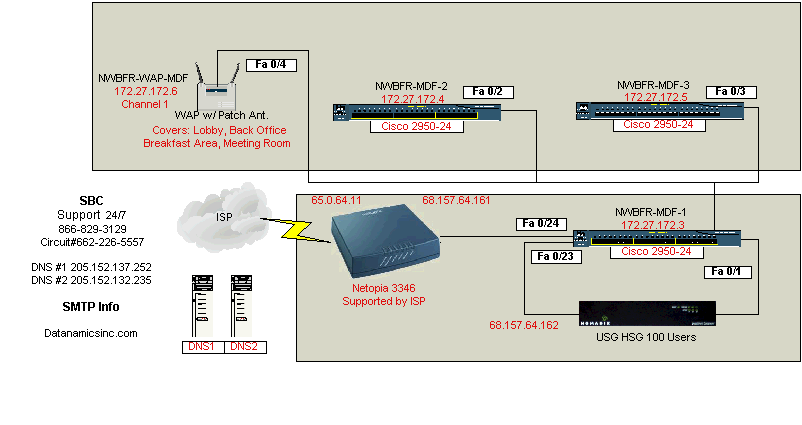 Fa 0/4
NWBFR-WAP-MDF
172.27.172.6
Channel 1
WAP w/ Patch Ant.
Covers: Lobby, Back Office
Breakfast Area, Meeting Room
NWBFR-MDF-2
172.27.172.4
Fa 0/2
Cisco 2950-24
NWBFR-MDF-3
172.27.172.5
Fa 0/3
Cisco 2950-24
SBC
Support 24/7
866-829-3129
Circuit#662-226-5557
DNS #1 205.152.137.252
DNS #2 205.152.132.235
SMTP Info
Datanamicsinc.com
ISP
DNS1
DNS2
65.0.64.11
68.157.64.161
Netopia 3346
Supported by ISP
Fa 0/24
Fa 0/23
NWBFR-MDF-1
172.27.172.3
Cisco 2950-24
Fa 0/1
68.157.64.162
NOMADIX
USG HSG 100 Users